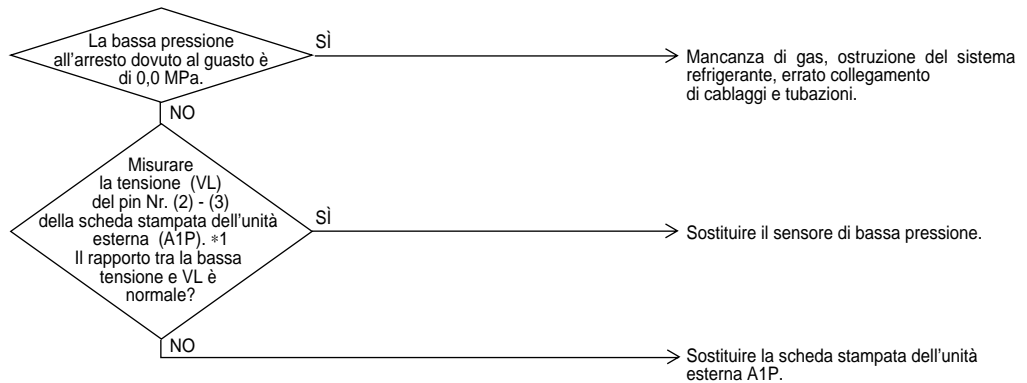 La bassa pressione
all'arresto dovuto al guasto è
di 0,0 MPa.
SÌ
Mancanza di gas, ostruzione del sistema
refrigerante, errato collegamento
di cablaggi e tubazioni.
NO
Misurare
la tensione (VL)
del pin Nr. (2) - (3)
della scheda stampata dell'unità
esterna (A1P). *1
Il rapporto tra la bassa
tensione e VL è
normale?
SÌ
Sostituire il sensore di bassa pressione.
NO
Sostituire la scheda stampata dell'unità
esterna A1P.